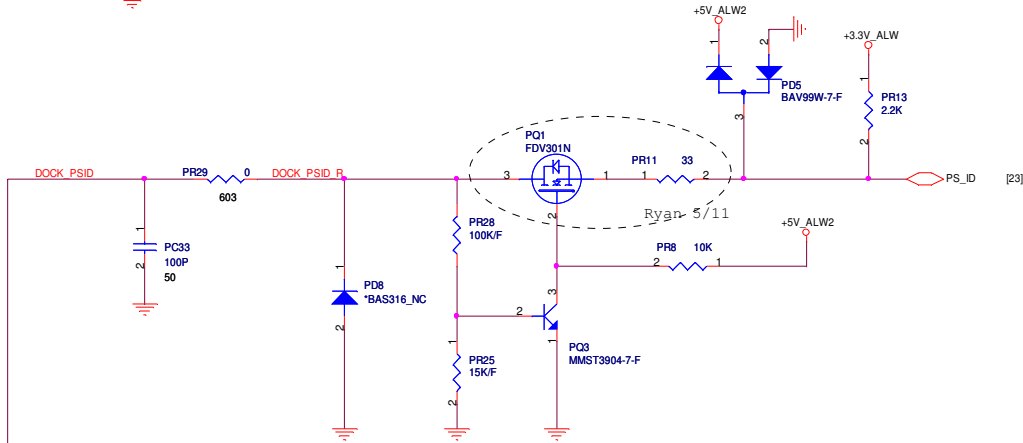 +5V_ALW2
1
2
+3.3V_ALW
1
PD5
BAV99W-7-F
PR13
2.2K
3
2
PQ1
FDV301N
DOCK_PSID
PR29 0
603
DOCK_PSID_R
3
1
PR11 33
1
2
PS_ID
[23]
Ryan 5/11
2
+5V_ALW2
PR28
100K/F
1
PC33
100P
50
2
PR8 10K
2
1
1
PD8
*BAS316_NC
2
3
2
1
PQ3
MMST3904-7-F
1
PR25
15K/F
2